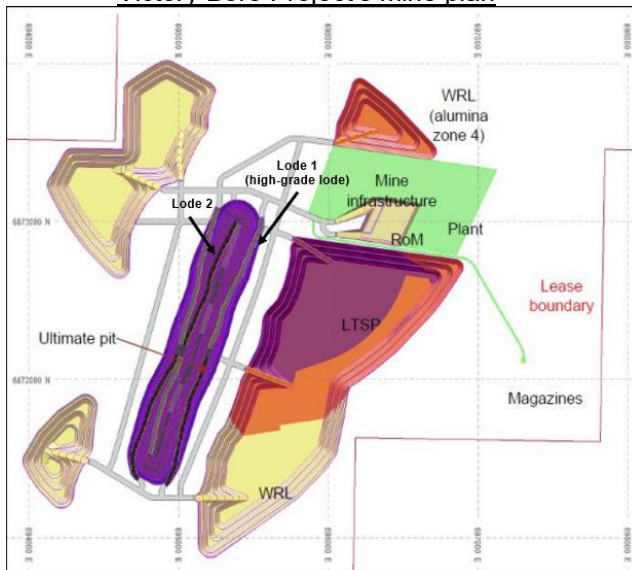 Victory Bore Project's mine plan
WRL
(alumina
zone 4)
Lode 1
(high-grade lode)
Lode 2
Mine
infrastructure
6873000 N
Plant
RoM
Lease
boundary
LTSP
Ultimate pit
6872000 N
Magazines
WRL